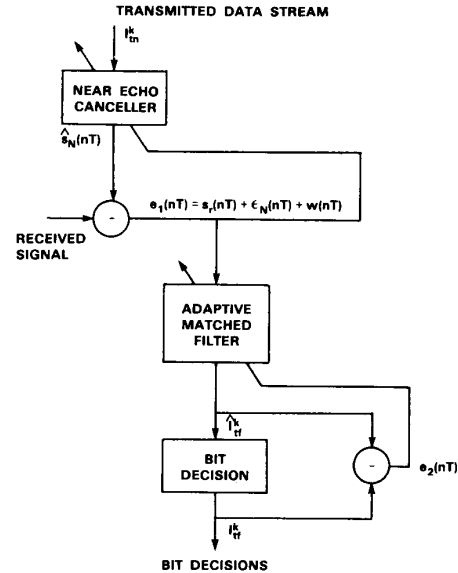 TRANSMITTED DATA STREAM
I^k_tn
NEAR ECHO
CANCELLER
ŝ_N(nT)
e_1(nT) = s_r(nT) + ϵ_N(nT) + w(nT)
-
RECEIVED
SIGNAL
ADAPTIVE
MATCHED
FILTER
Î^k_tf
BIT
DECISION
-
e_2(nT)
I^k_tf
BIT DECISIONS